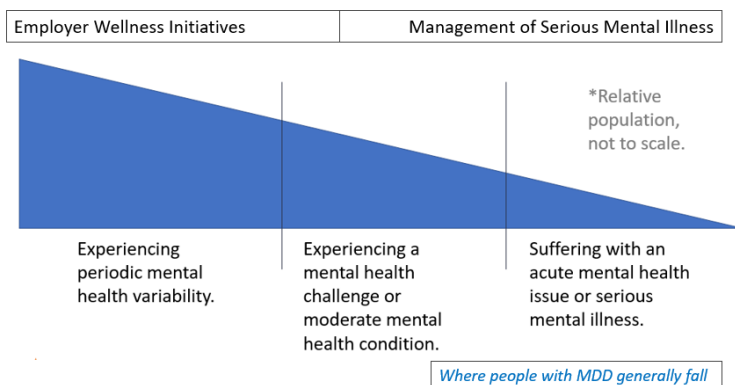 Employer Wellness Initiatives
Management of Serious Mental Illness
*Relative
population,
not to scale.
Experiencing
periodic mental
health variability.
Experiencing a
mental health
challenge or
moderate mental
health condition.
Suffering with an
acute mental health
issue or serious
mental illness.
Where people with MDD generally fall